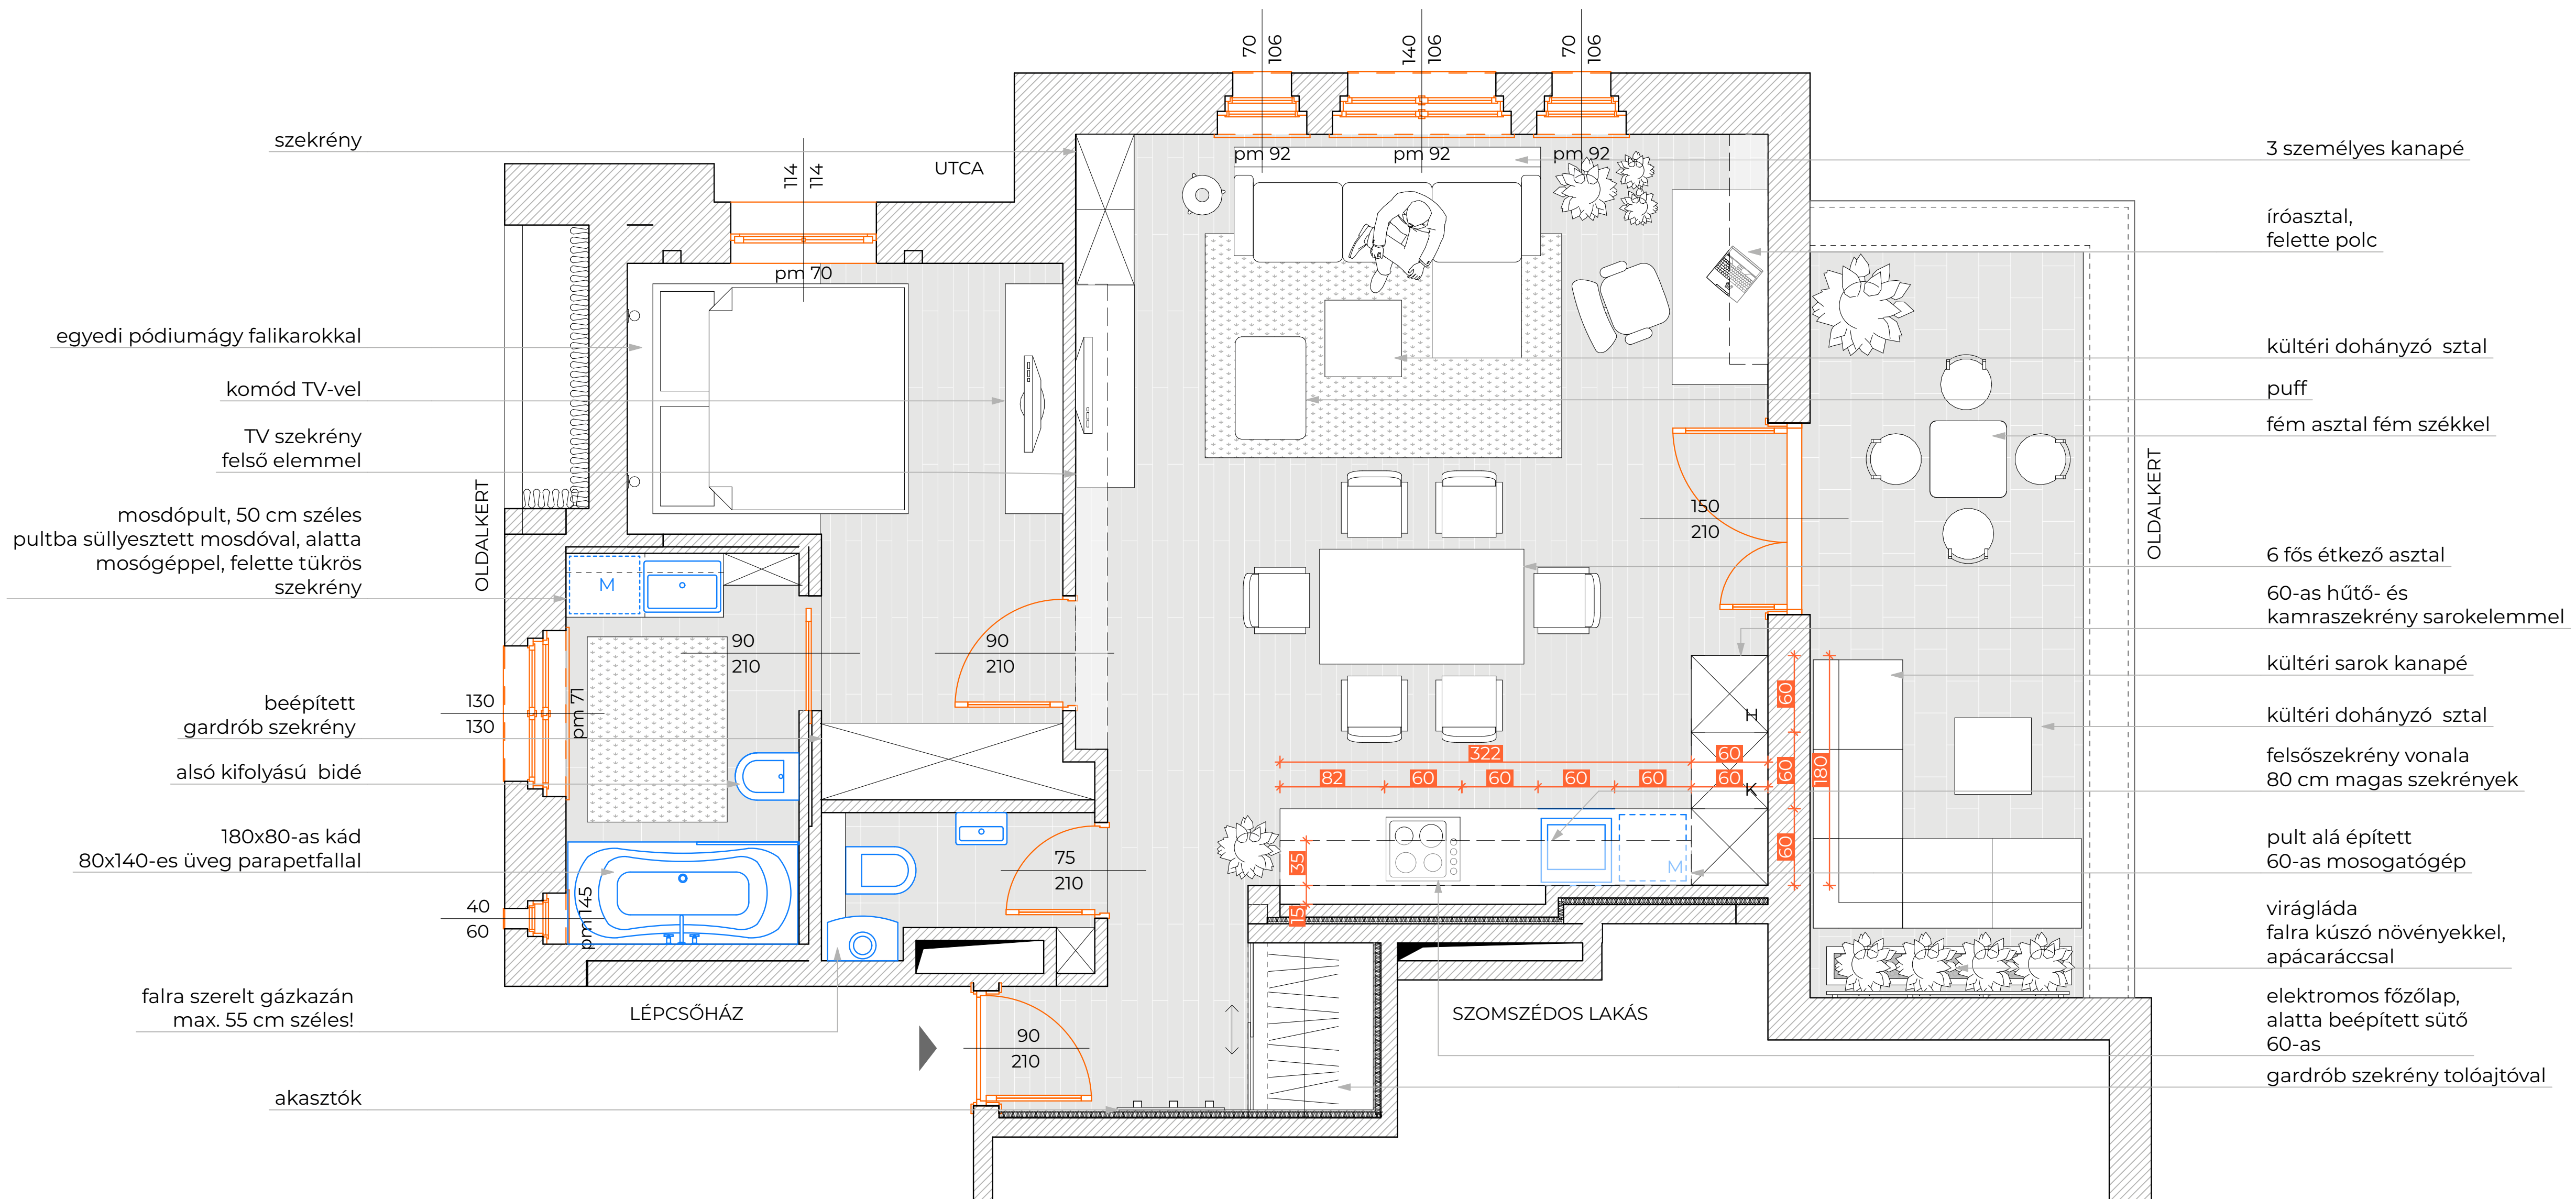 70
106
140
106
70
106
szekrény
UTCA
114
114
pm 92
pm 92
pm 92
3 személyes kanapé
íróasztal,
felette polc
pm 70
egyedi pódiumágy falikarokkal
kültéri dohányzó  sztal
komód TV-vel
puff
TV szekrény
felső elemmel
fém asztal fém székkel
OLDALKERT
OLDALKERT
mosdópult, 50 cm széles
pultba süllyesztett mosdóval, alatta
mosógéppel, felette tükrös
szekrény
M
150
210
6 fős étkező asztal
60-as hűtő- és
kamraszekrény sarokelemmel
90
210
90
210
kültéri sarok kanapé
130
130
pm 71
beépített
gardrób szekrény
H
60
kültéri dohányzó  sztal
322
60
60
180
felsőszekrény vonala
80 cm magas szekrények
alsó kifolyású  bidé
82
60
60
60
60
60
K
180x80-as kád
80x140-es üveg parapetfallal
75
210
35
M
60
pult alá épített
60-as mosogatógép
40
60
pm 145
15
virágláda
falra kúszó növényekkel,
apácaráccsal
falra szerelt gázkazán
max. 55 cm széles!
LÉPCSŐHÁZ
90
210
SZOMSZÉDOS LAKÁS
elektromos főzőlap,
alatta beépített sütő
60-as
gardrób szekrény tolóajtóval
akasztók